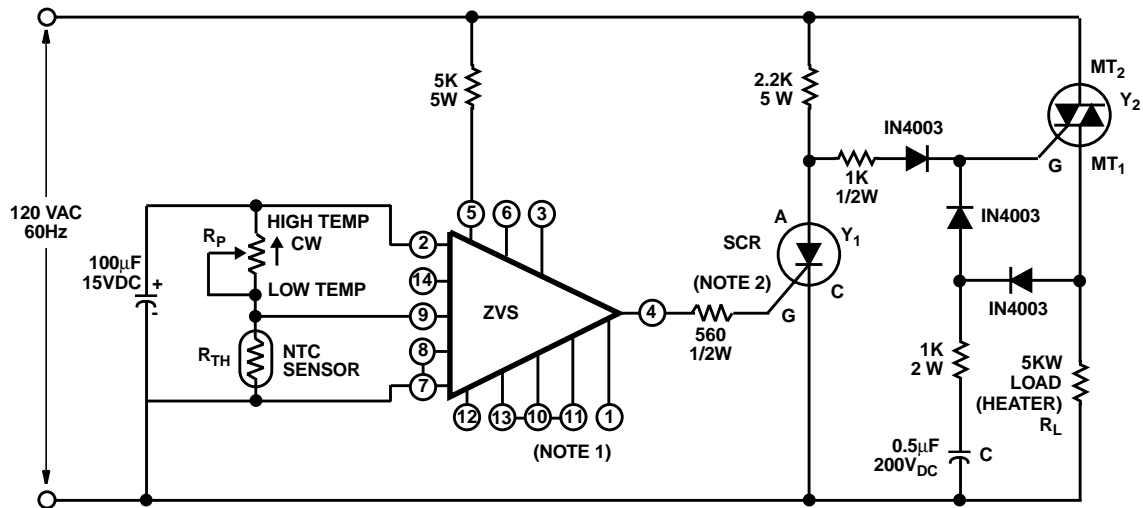 120 VAC
60Hz
100μF
15VDC
+
-
RP
HIGH TEMP
CW
LOW TEMP
RTH
NTC
SENSOR
5K
5W
5
6
3
2
14
9
8
7
ZVS
4
12
13
10
11
1
(NOTE 1)
560
1/2W
2.2K
5 W
A
SCR
Y1
(NOTE 2)
C
G
1K
1/2W
IN4003
MT2
Y2
MT1
G
IN4003
IN4003
1K
2 W
0.5μF
200VDC
C
5KW
LOAD
(HEATER)
RL